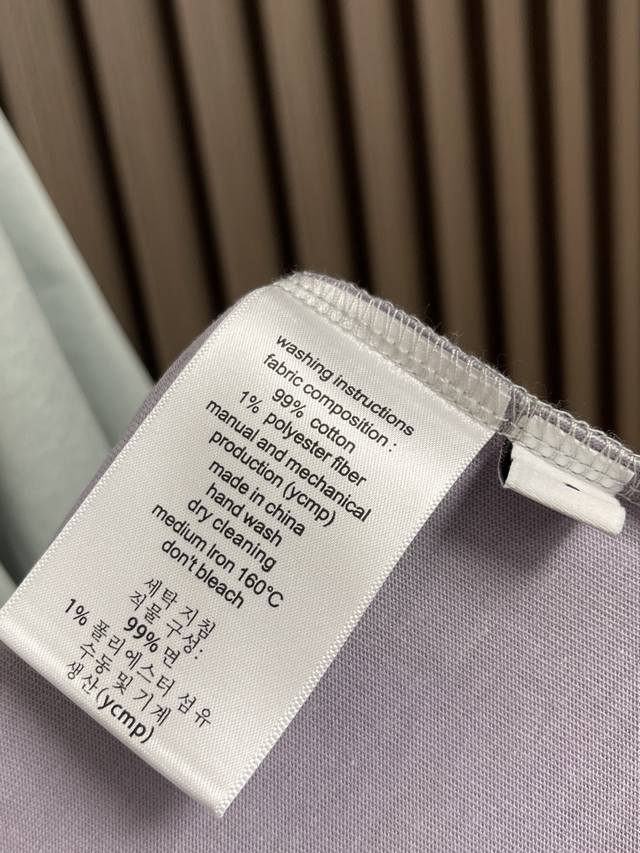 washing instructions
fabric composition :
99% cotton
1% polyester fiber
manual and mechanical
production (ycmp)
made in china
hand wash
dry cleaning
medium Iron 160°C
don't bleach
세탁 지침
직물 구성:
99% 면
1% 폴리에스터 섬유
수동 및 기계
생산(ycmp)